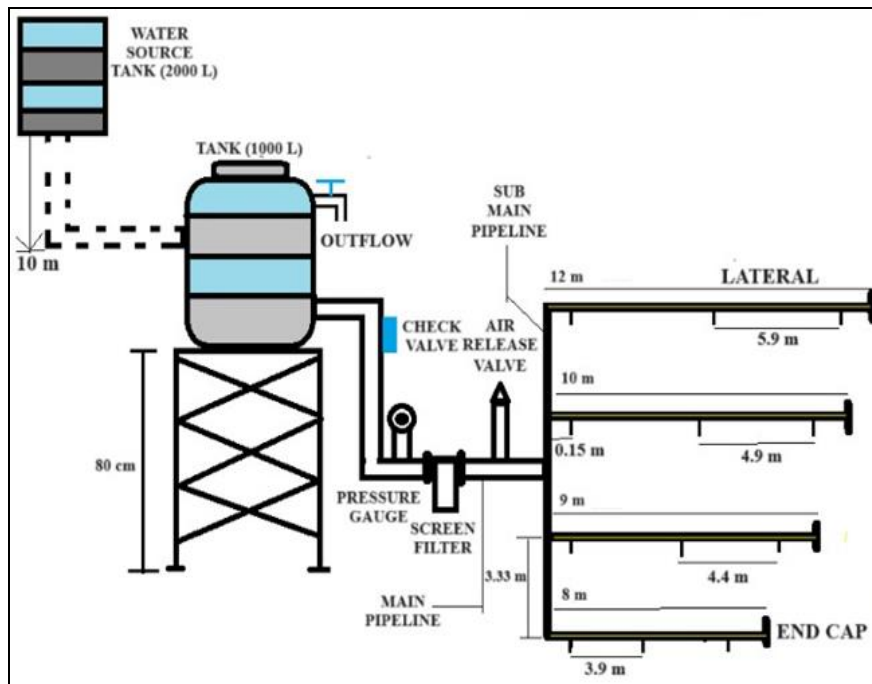 WATER
SOURCE
TANK (2000 L)
10 m
TANK (1000 L)
OUTFLOW
80 cm
CHECK
VALVE
AIR
RELEASE
VALVE
PRESSURE
GAUGE
SCREEN
FILTER
MAIN
PIPELINE
SUB
MAIN
PIPELINE
12 m
LATERAL
5.9 m
10 m
0.15 m
4.9 m
9 m
3.33 m
4.4 m
8 m
END CAP
3.9 m